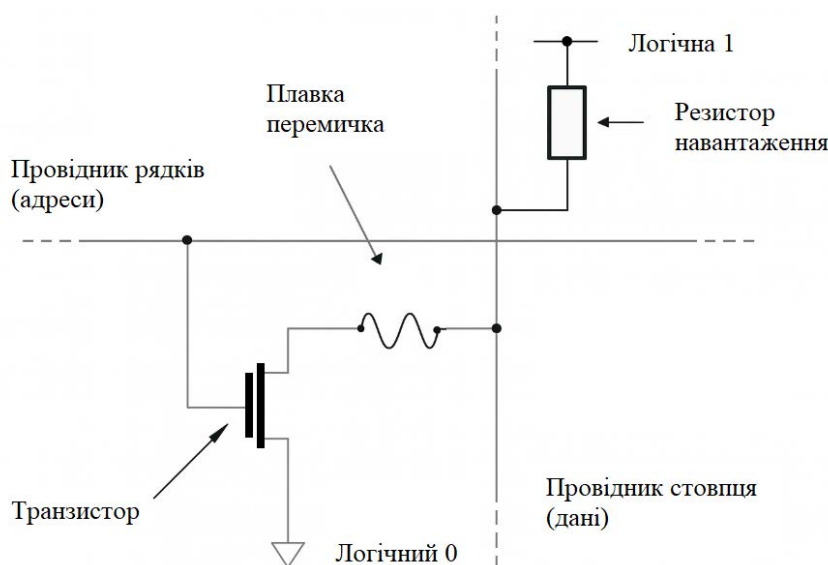 Логічна 1
Плавка
перемичка
Резистор
навантаження
Провідник рядків
(адреси)
Транзистор
Провідник стовпця
(дані)
Логічний 0